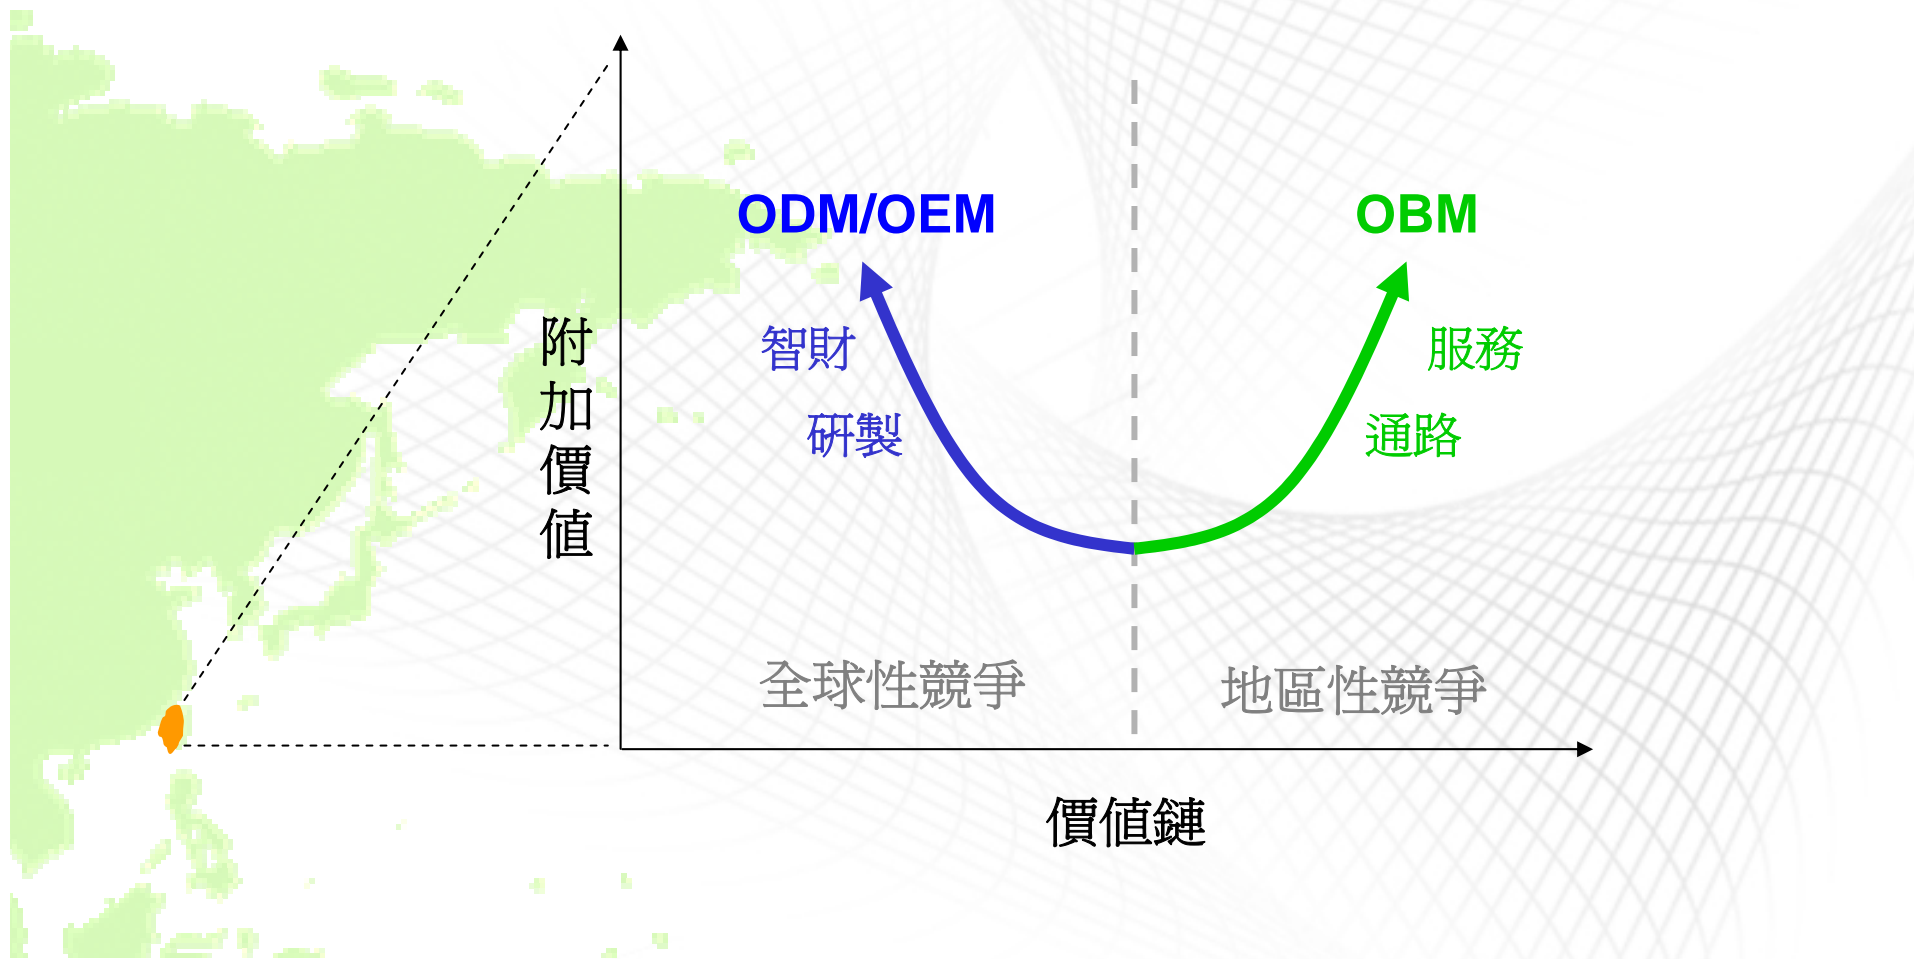 ODM/OEM
OBM
附加價值
智財
研製
服務
通路
全球性競爭
地區性競爭
價值鏈